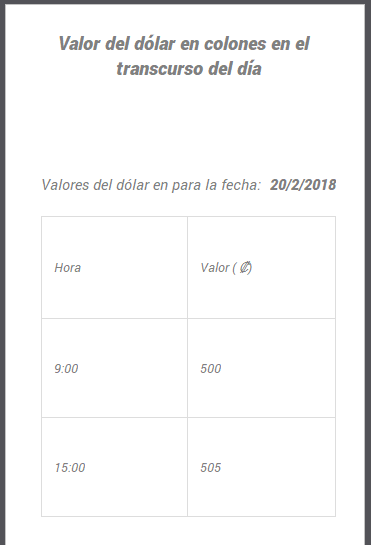 Valor del dólar en colones en el
transcurso del día
Valores del dólar en para la fecha: 20/2/2018
Hora Valor ( ₡)
9:00 500
15:00 505